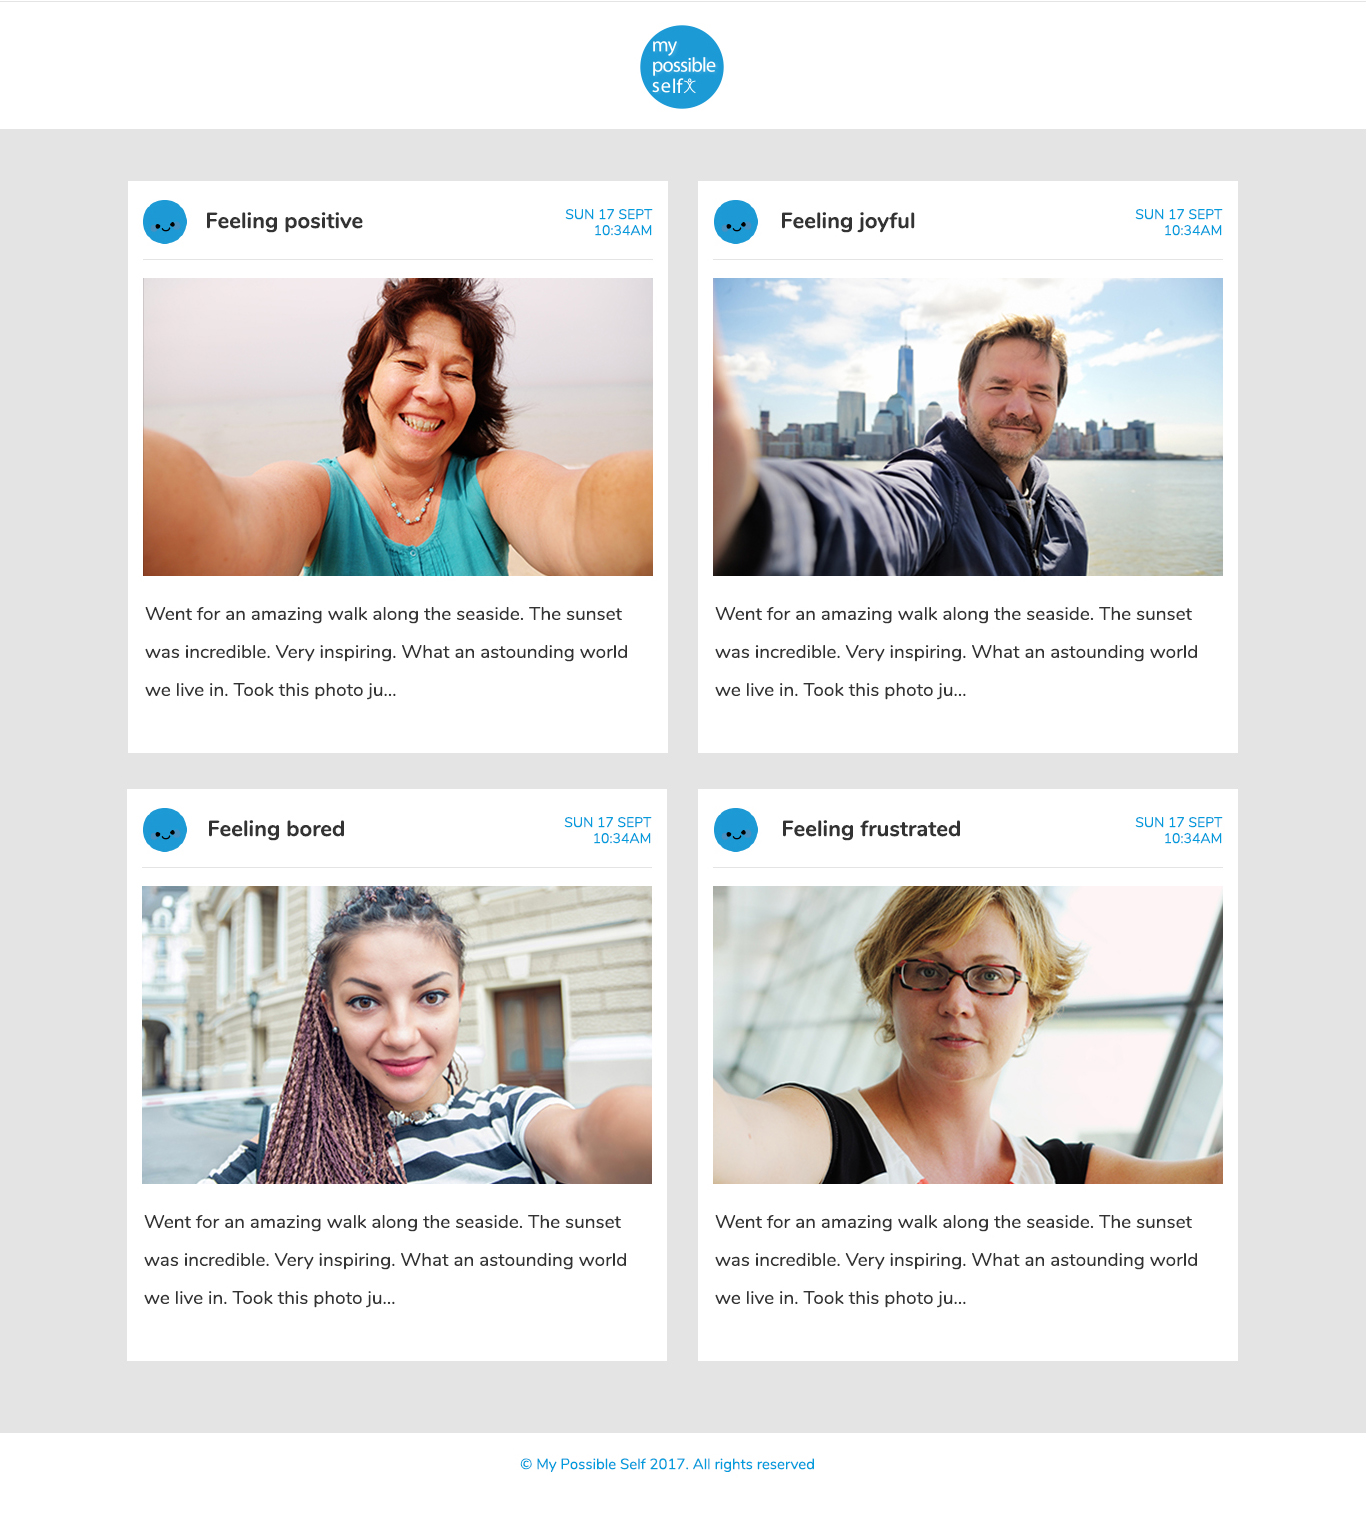 my
possible
self
Feeling positive
SUN 17 SEPT
10:34AM
Went for an amazing walk along the seaside. The sunset
was incredible. Very inspiring. What an astounding world
we live in. Took this photo ju...
Feeling joyful
SUN 17 SEPT
10:34AM
Went for an amazing walk along the seaside. The sunset
was incredible. Very inspiring. What an astounding world
we live in. Took this photo ju...
Feeling bored
SUN 17 SEPT
10:34AM
Went for an amazing walk along the seaside. The sunset
was incredible. Very inspiring. What an astounding world
we live in. Took this photo ju...
Feeling frustrated
SUN 17 SEPT
10:34AM
Went for an amazing walk along the seaside. The sunset
was incredible. Very inspiring. What an astounding world
we live in. Took this photo ju...
© My Possible Self 2017. All rights reserved